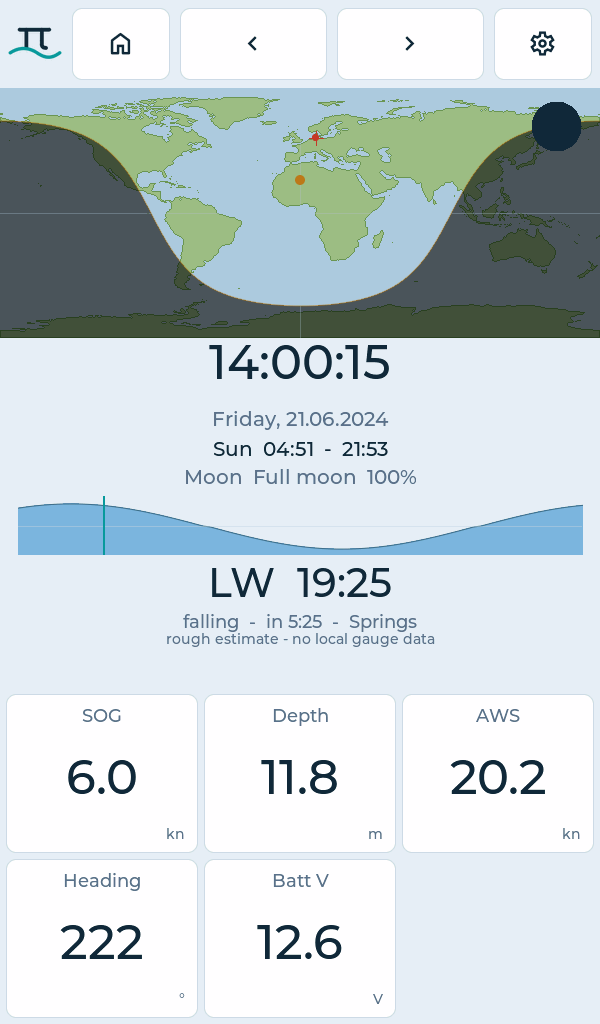 14:00:15
Friday, 21.06.2024
Sun 04:51 - 21:53
Moon Full moon 100%
LW 19:25
falling - in 5:25 - Springs
rough estimate - no local gauge data
SOG
6.0
kn
Depth
11.8
m
AWS
20.2
kn
Heading
222
°
Batt V
12.6
V